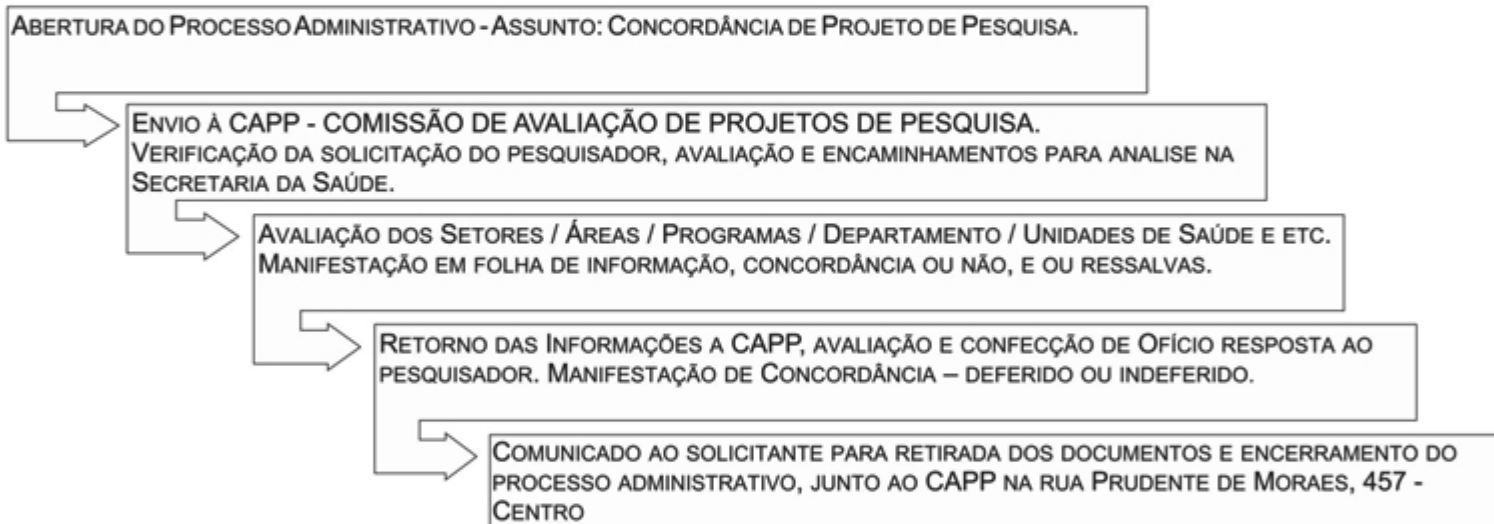 ABERTURA DO PROCESSO ADMINISTRATIVO - ASSUNTO: CONCORDÂNCIA DE PROJETO DE PESQUISA.
ENVIO À CAPP - COMISSÃO DE AVALIAÇÃO DE PROJETOS DE PESQUISA.
VERIFICAÇÃO DA SOLICITAÇÃO DO PESQUISADOR, AVALIAÇÃO E ENCAMINHAMENTOS PARA ANALISE NA
SECRETARIA DA SAÚDE.
AVALIAÇÃO DOS SETORES / ÁREAS / PROGRAMAS / DEPARTAMENTO / UNIDADES DE SAÚDE E ETC.
MANIFESTAÇÃO EM FOLHA DE INFORMAÇÃO, CONCORDÂNCIA OU NÃO, E OU RESSALVAS.
RETORNO DAS INFORMAÇÕES A CAPP, AVALIAÇÃO E CONFECÇÃO DE OFÍCIO RESPOSTA AO
PESQUISADOR. MANIFESTAÇÃO DE CONCORDÂNCIA – DEFERIDO OU INDEFERIDO.
COMUNICADO AO SOLICITANTE PARA RETIRADA DOS DOCUMENTOS E ENCERRAMENTO DO
PROCESSO ADMINISTRATIVO, JUNTO AO CAPP NA RUA PRUDENTE DE MORAES, 457 -
CENTRO